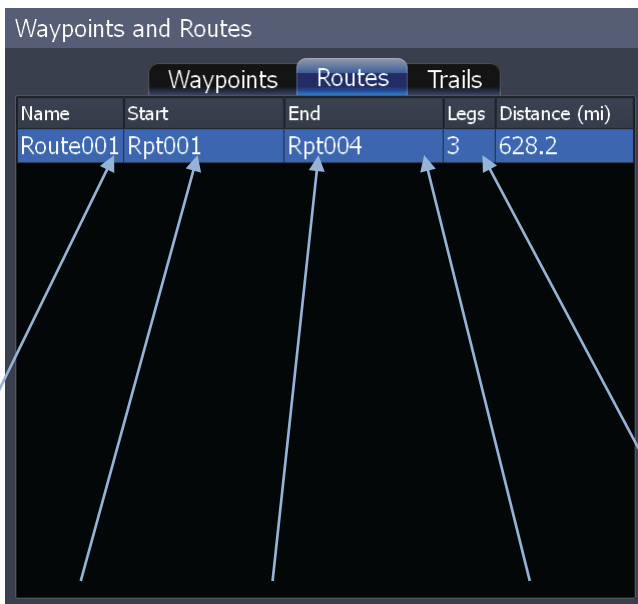 Waypoints and Routes
Waypoints Routes Trails
Name Start End Legs Distance (mi)
Route001 Rpt001 Rpt004 3 628.2